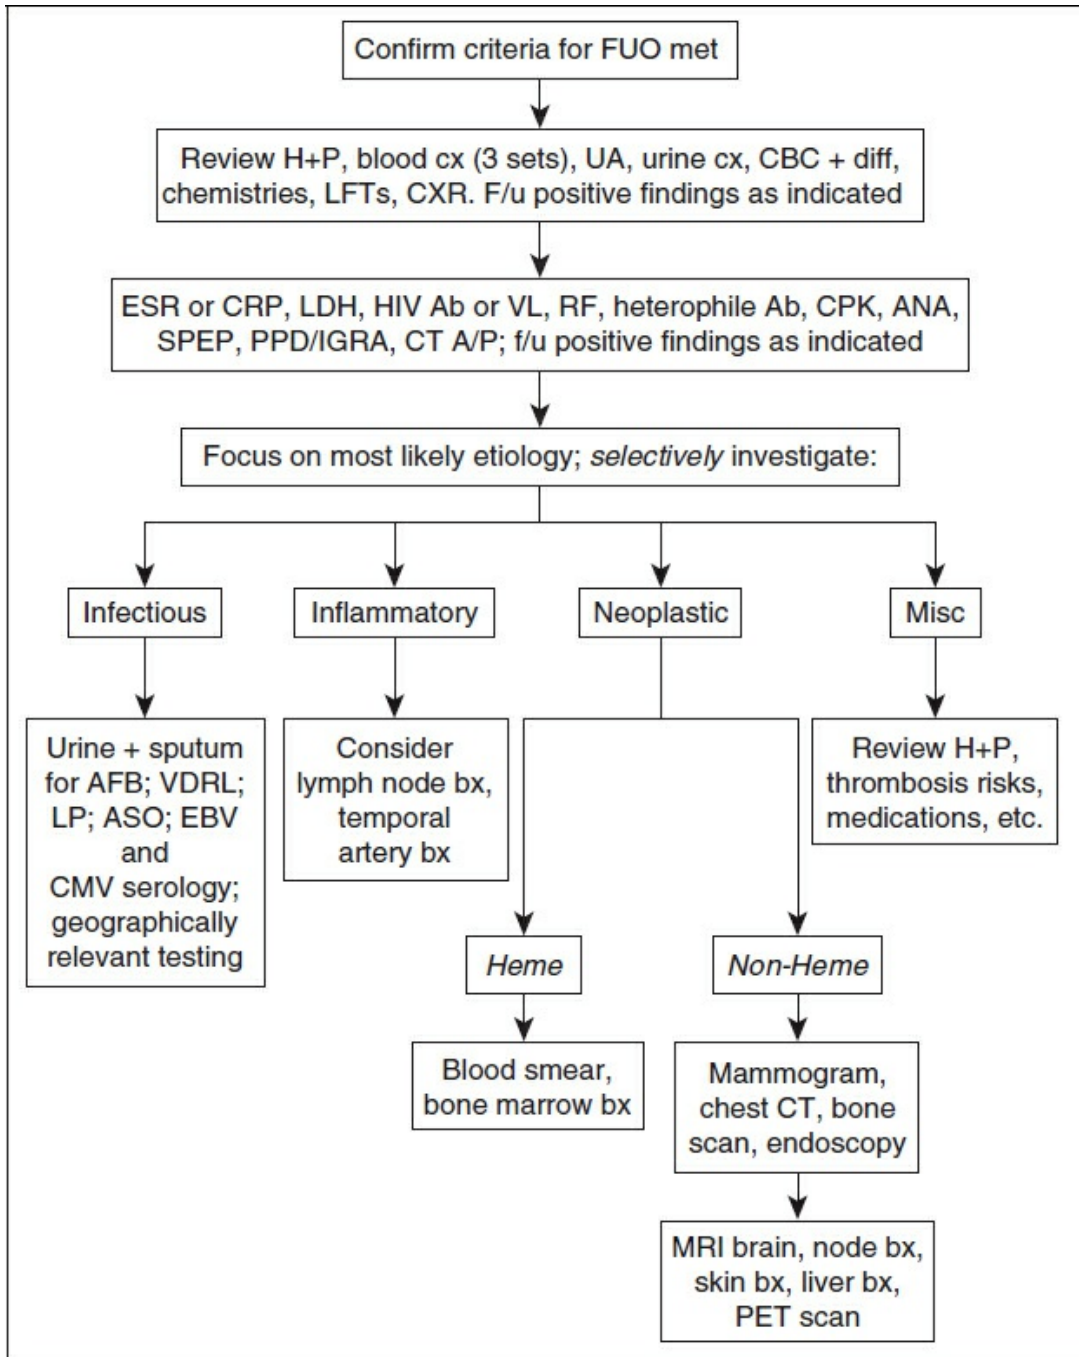 Confirm criteria for FUO met
Review H+P, blood cx (3 sets), UA, urine cx, CBC + diff,
chemistries, LFTs, CXR. F/u positive findings as indicated
ESR or CRP, LDH, HIV Ab or VL, RF, heterophile Ab, CPK, ANA,
SPEP, PPD/IGRA, CT A/P; f/u positive findings as indicated
Focus on most likely etiology; selectively investigate:
Infectious
Inflammatory
Neoplastic
Misc
Urine + sputum
for AFB; VDRL;
LP; ASO; EBV
and
CMV serology;
geographically
relevant testing
Consider
lymph node bx,
temporal
artery bx
Review H+P,
thrombosis risks,
medications, etc.
Heme
Non-Heme
Blood smear,
bone marrow bx
Mammogram,
chest CT, bone
scan, endoscopy
MRI brain, node bx,
skin bx, liver bx,
PET scan